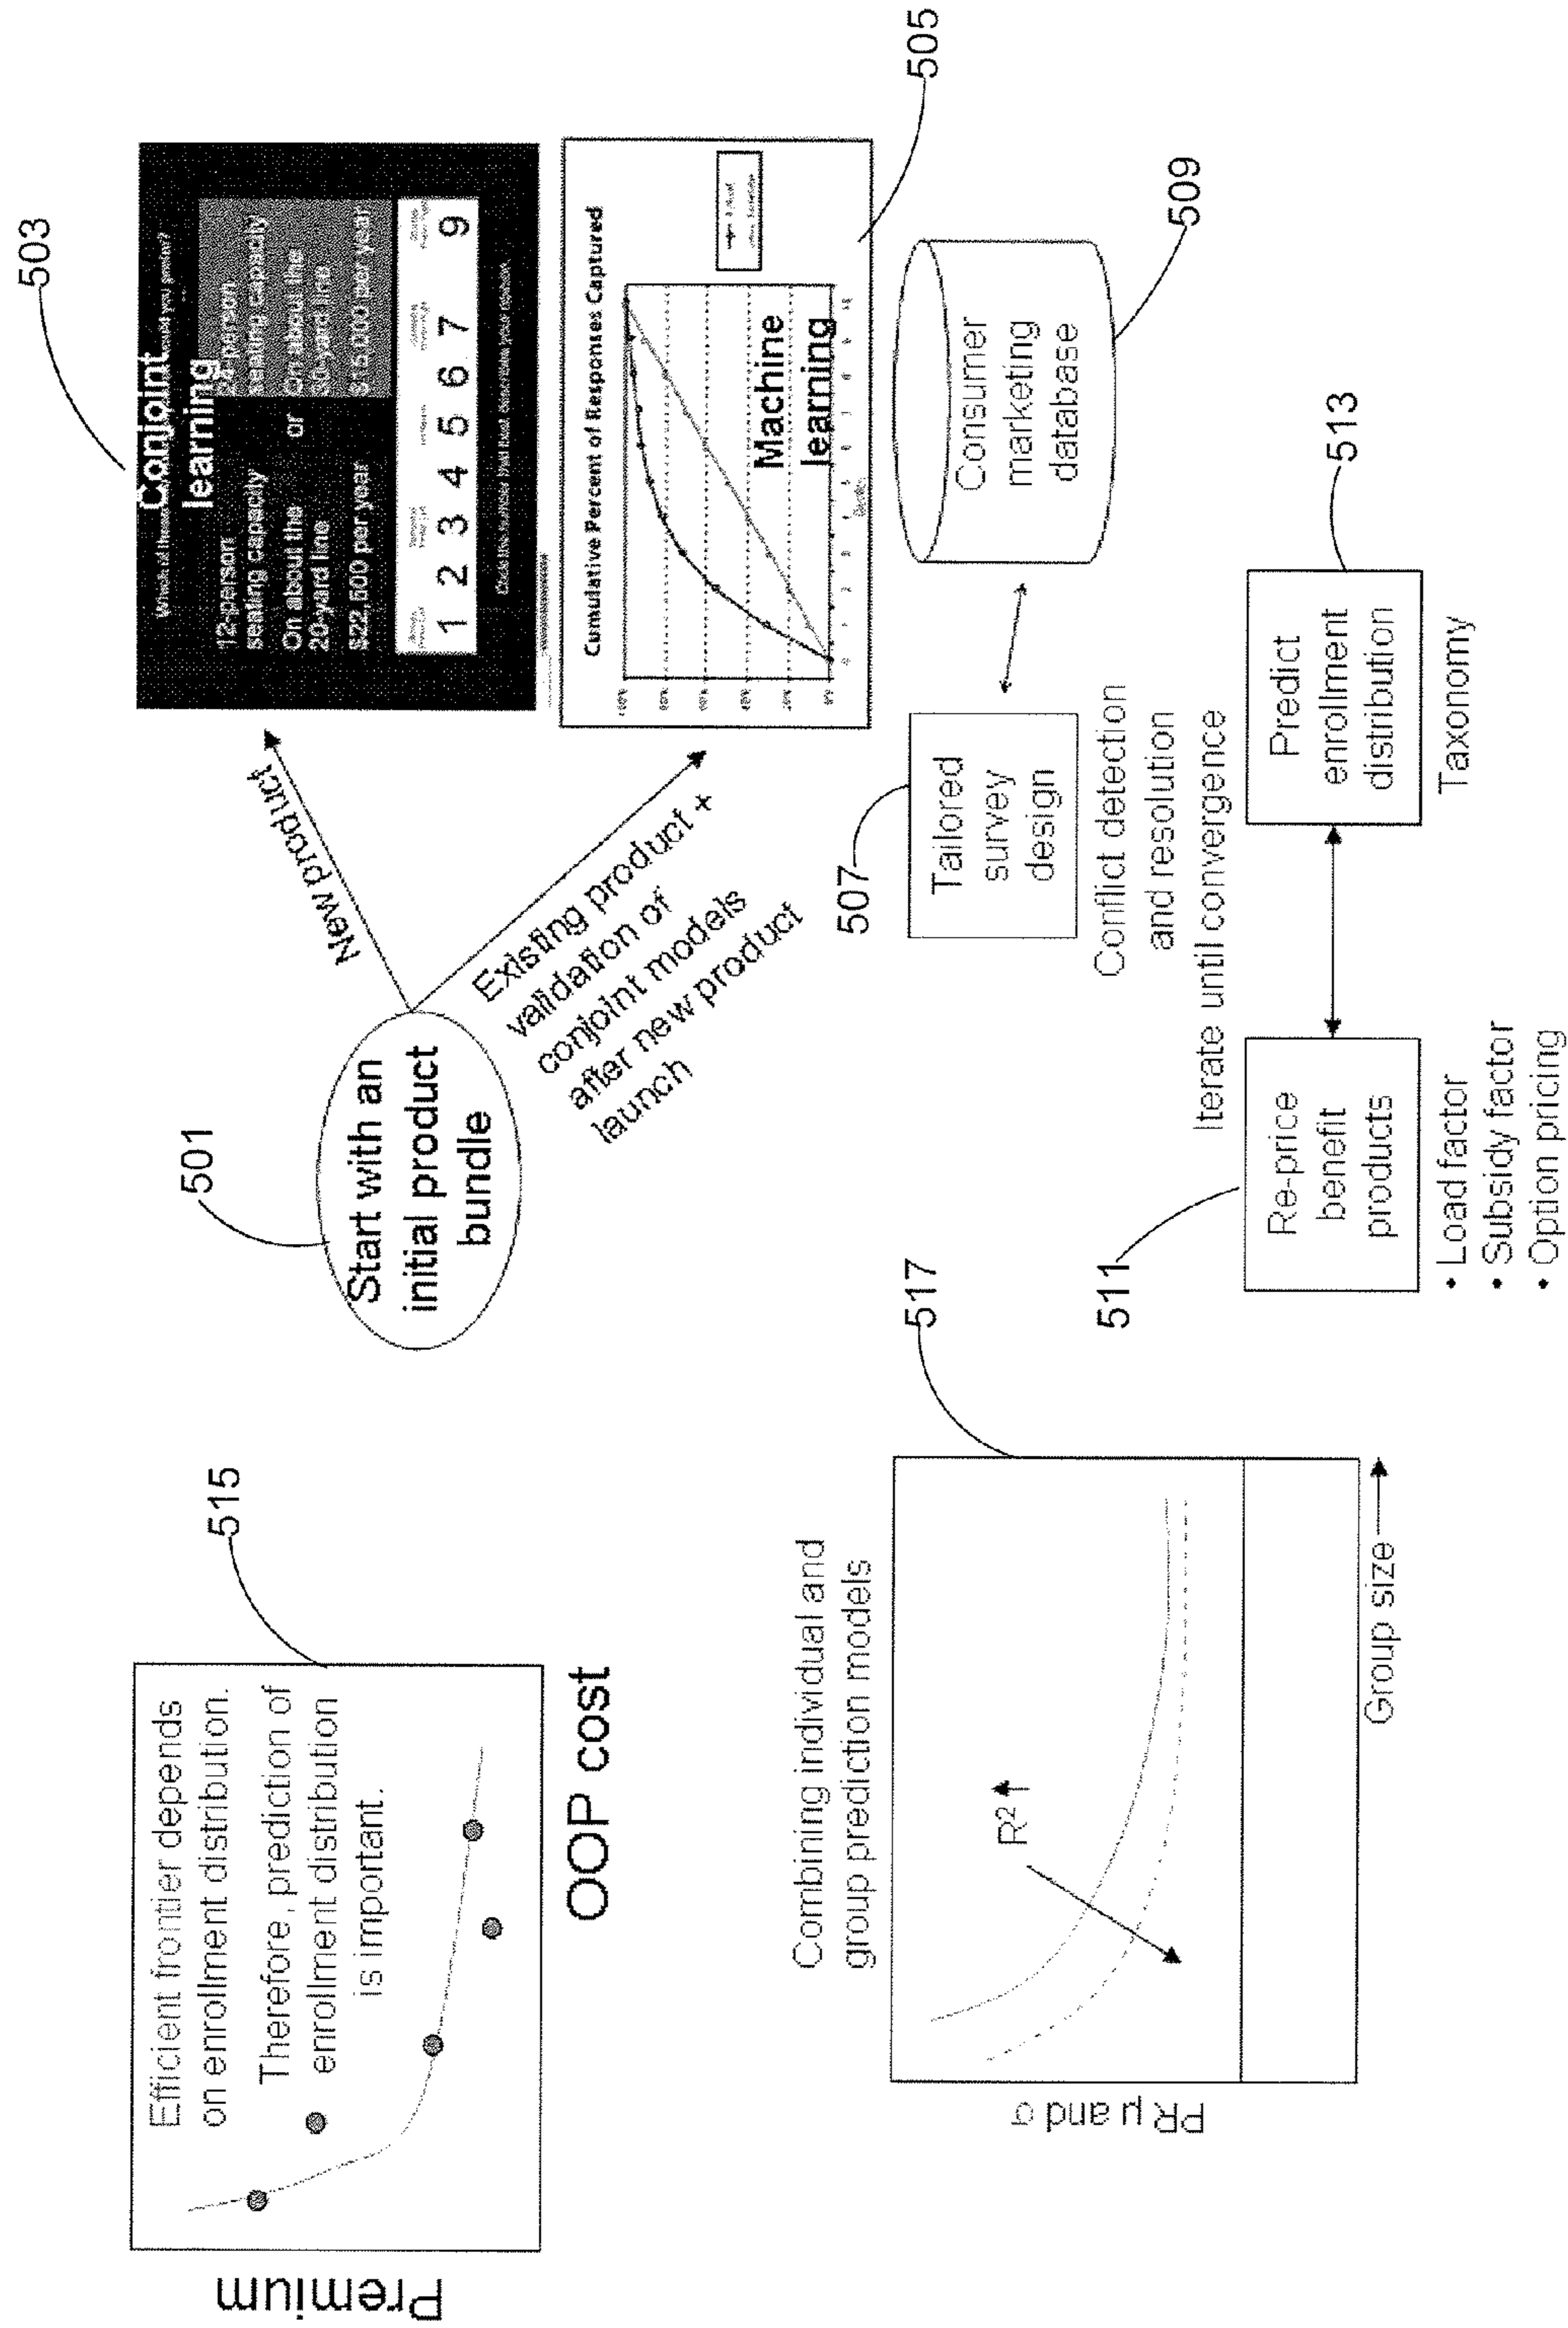 515
Efficient frontier depends
on enrollment distribution.
Therefore, prediction of
enrollment distribution
is important.
Premium
OOP cost
501
Start with an
initial product
bundle
New product
Existing product +
validation of
conjoint models
after new product
launch
503
Conjoint
learning
12-person
seating capacity
On about the
20-yard line
$22,500 per year
or
24-person
seating capacity
On about the
30-yard line
$15,000 per year
1 2 3 4 5 6 7 9
505
Cumulative Percent of Responses Captured
Machine
learning
507
Tailored
survey
design
509
Consumer
marketing
database
Conflict detection
and resolution
Iterate until convergence
511
Re-price
benefit
products
• Load factor
• Subsidy factor
• Option pricing
513
Predict
enrollment
distribution
Taxonomy
517
Combining individual and
group prediction models
R²
PR μ and σ
Group size